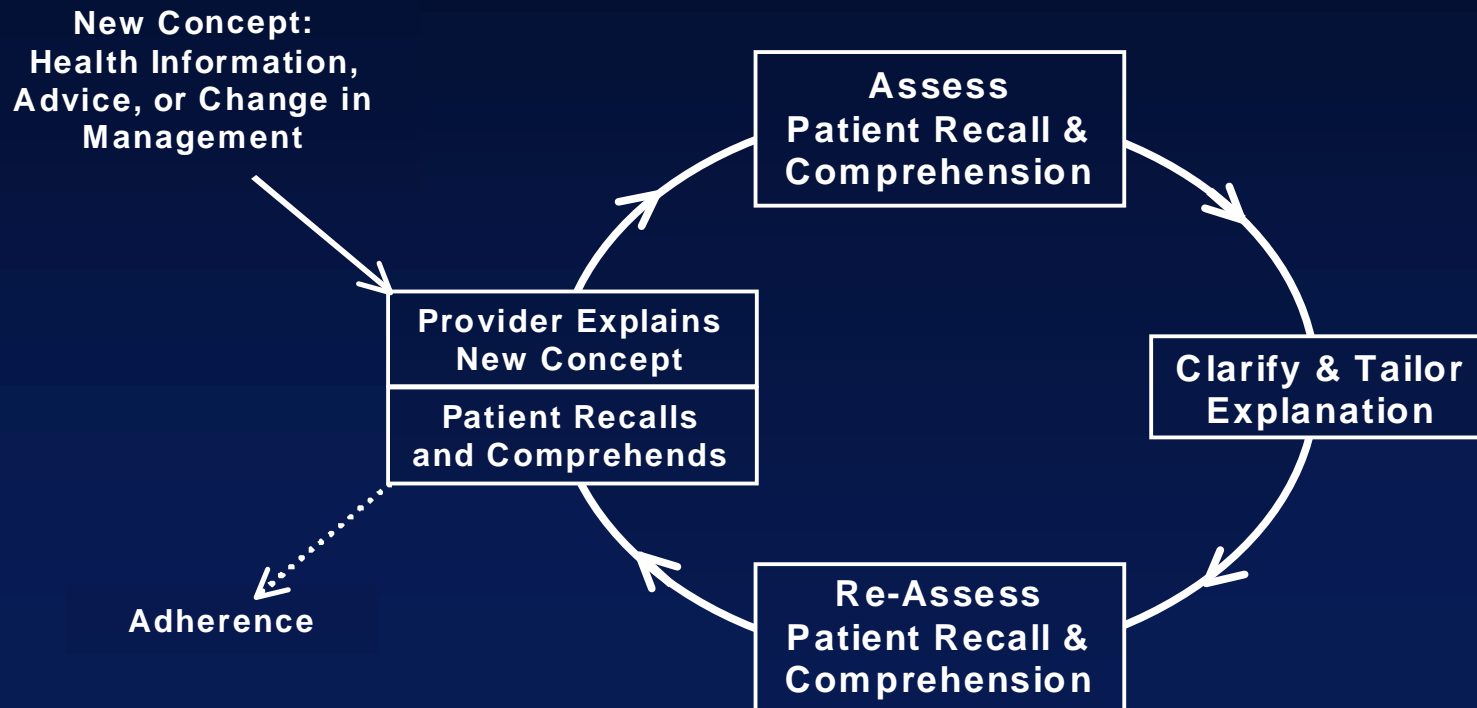 New Concept:
Health Information,
Advice, or Change in
Management
Assess
Patient Recall &
Comprehension
Provider Explains
New Concept
Patient Recalls
and Comprehends
Clarify & Tailor
Explanation
Adherence
Re-Assess
Patient Recall &
Comprehension